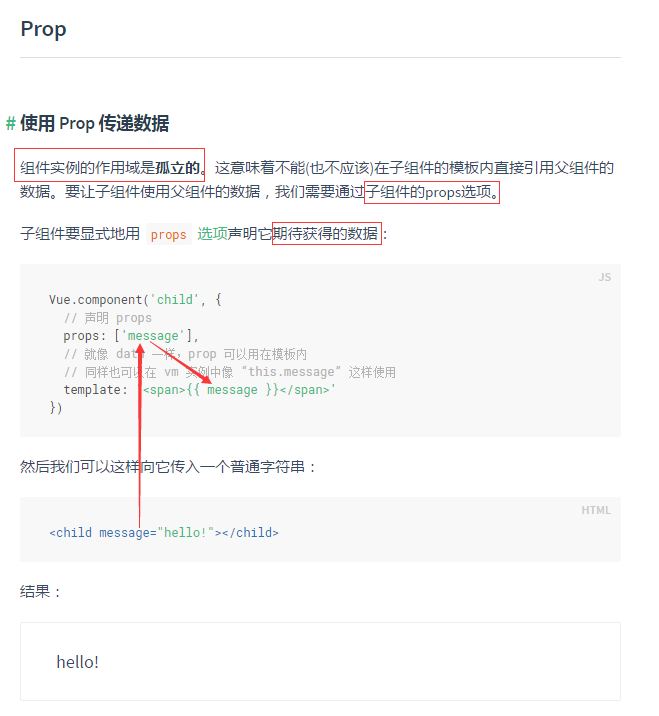 Prop
# 使用 Prop 传递数据
组件实例的作用域是孤立的。这意味着不能(也不应该)在子组件的模板内直接引用父组件的
数据。要让子组件使用父组件的数据，我们需要通过子组件的props选项。
子组件要显式地用 props 选项声明它期待获得的数据：
JS
Vue.component('child', {
// 声明 props
props: ['message'],
// 就像 data 一样，prop 可以用在模板内
// 同样也可以在 vm 实例中像 “this.message” 这样使用
template: '<span>{{ message }}</span>'
})
然后我们可以这样向它传入一个普通字符串：
HTML
<child message="hello!"></child>
结果：
hello!